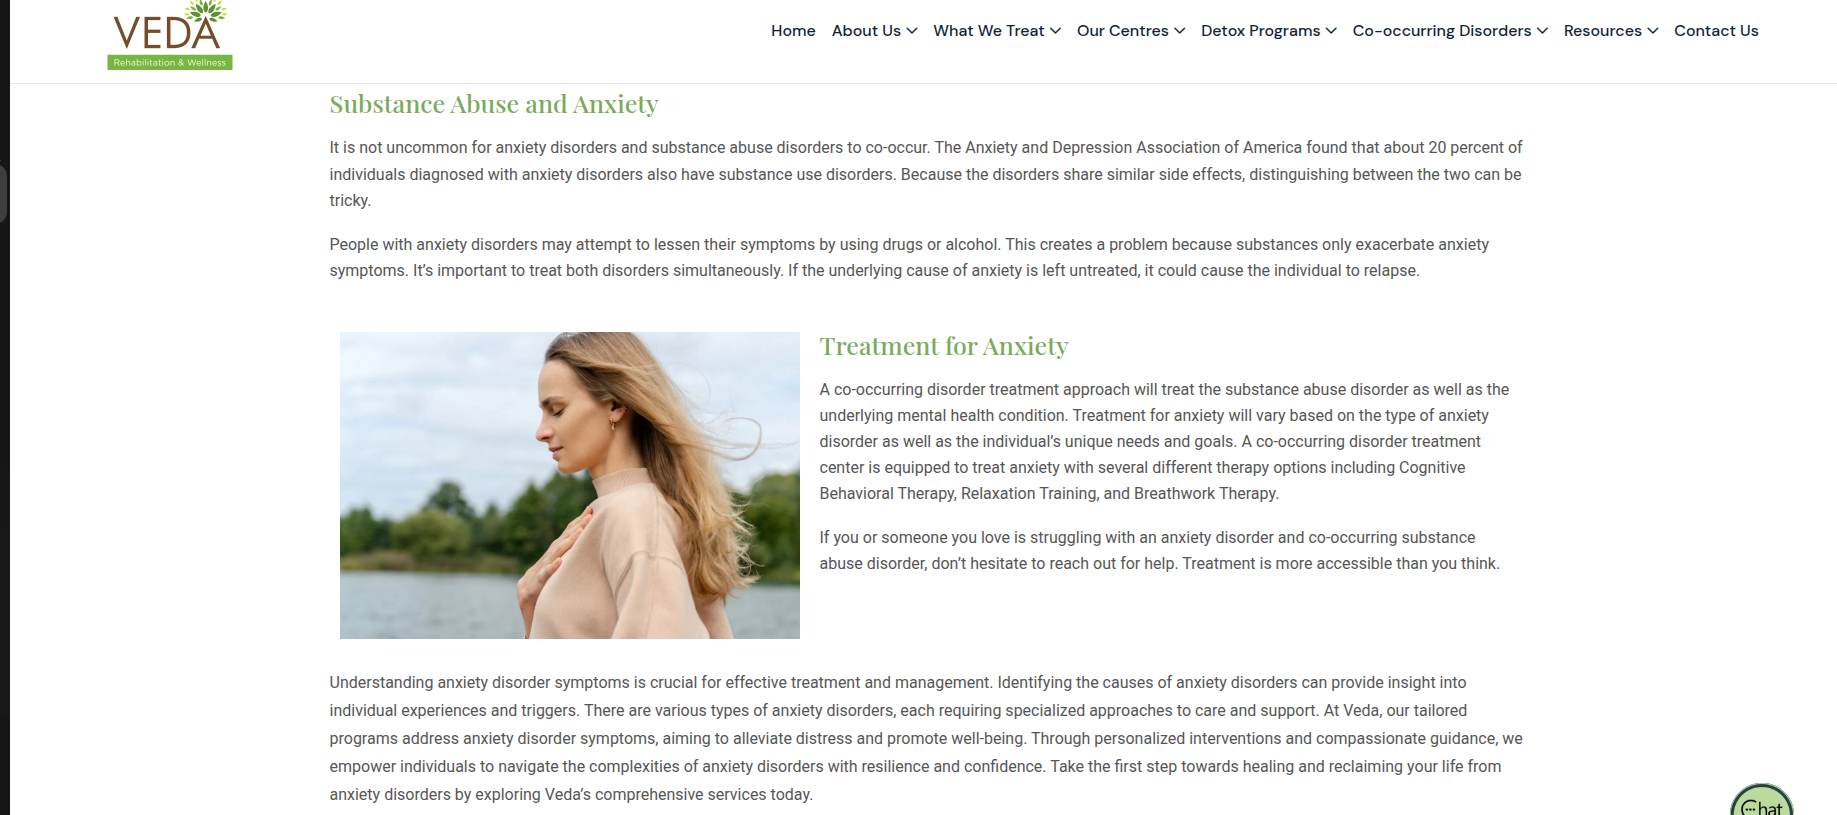 VEDA
Rehabilitation & Wellness
Home About Us What We Treat Our Centres Detox Programs Co-occurring Disorders Resources Contact Us
Substance Abuse and Anxiety
It is not uncommon for anxiety disorders and substance abuse disorders to co-occur. The Anxiety and Depression Association of America found that about 20 percent of
individuals diagnosed with anxiety disorders also have substance use disorders. Because the disorders share similar side effects, distinguishing between the two can be
tricky.
People with anxiety disorders may attempt to lessen their symptoms by using drugs or alcohol. This creates a problem because substances only exacerbate anxiety
symptoms. It’s important to treat both disorders simultaneously. If the underlying cause of anxiety is left untreated, it could cause the individual to relapse.
Treatment for Anxiety
A co-occurring disorder treatment approach will treat the substance abuse disorder as well as the
underlying mental health condition. Treatment for anxiety will vary based on the type of anxiety
disorder as well as the individual’s unique needs and goals. A co-occurring disorder treatment
center is equipped to treat anxiety with several different therapy options including Cognitive
Behavioral Therapy, Relaxation Training, and Breathwork Therapy.
If you or someone you love is struggling with an anxiety disorder and co-occurring substance
abuse disorder, don’t hesitate to reach out for help. Treatment is more accessible than you think.
Understanding anxiety disorder symptoms is crucial for effective treatment and management. Identifying the causes of anxiety disorders can provide insight into
individual experiences and triggers. There are various types of anxiety disorders, each requiring specialized approaches to care and support. At Veda, our tailored
programs address anxiety disorder symptoms, aiming to alleviate distress and promote well-being. Through personalized interventions and compassionate guidance, we
empower individuals to navigate the complexities of anxiety disorders with resilience and confidence. Take the first step towards healing and reclaiming your life from
anxiety disorders by exploring Veda’s comprehensive services today.
Chat